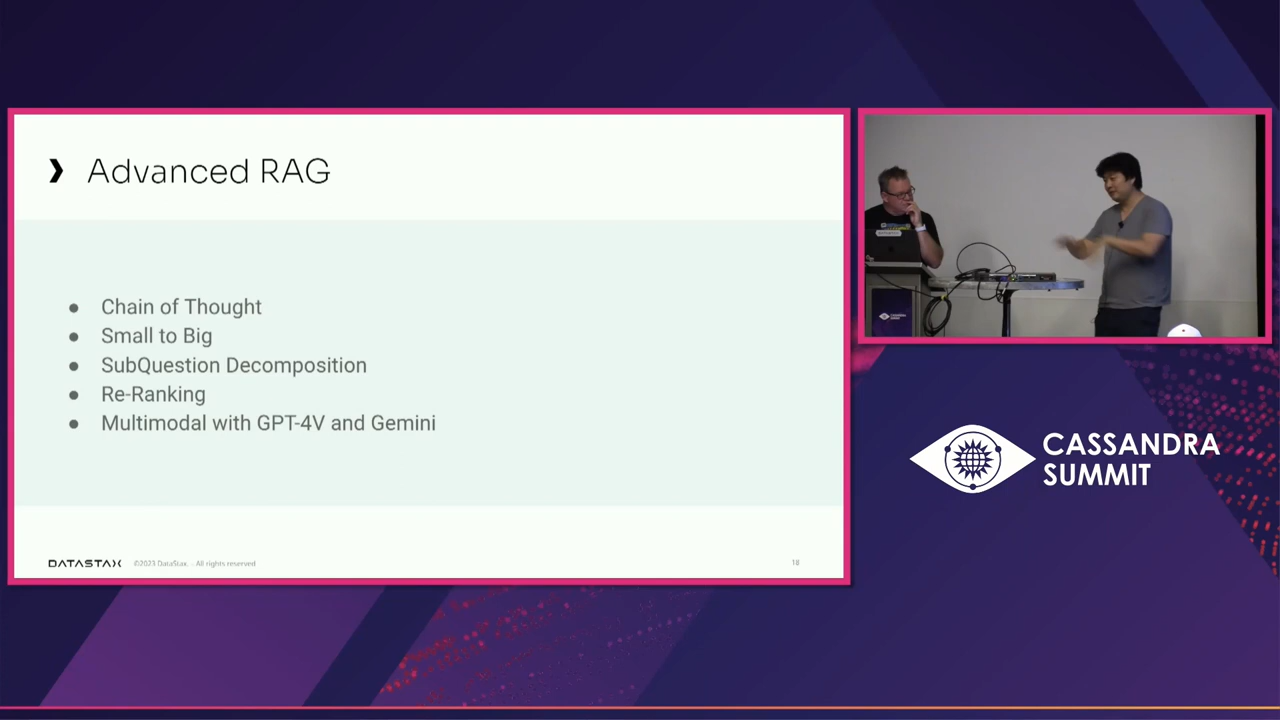 Advanced RAG
● Chain of Thought
● Small to Big
● SubQuestion Decomposition
● Re-Ranking
● Multimodal with GPT-4V and Gemini
DATASTAX ©2023 DataStax. - All rights reserved
18
CASSANDRA
SUMMIT